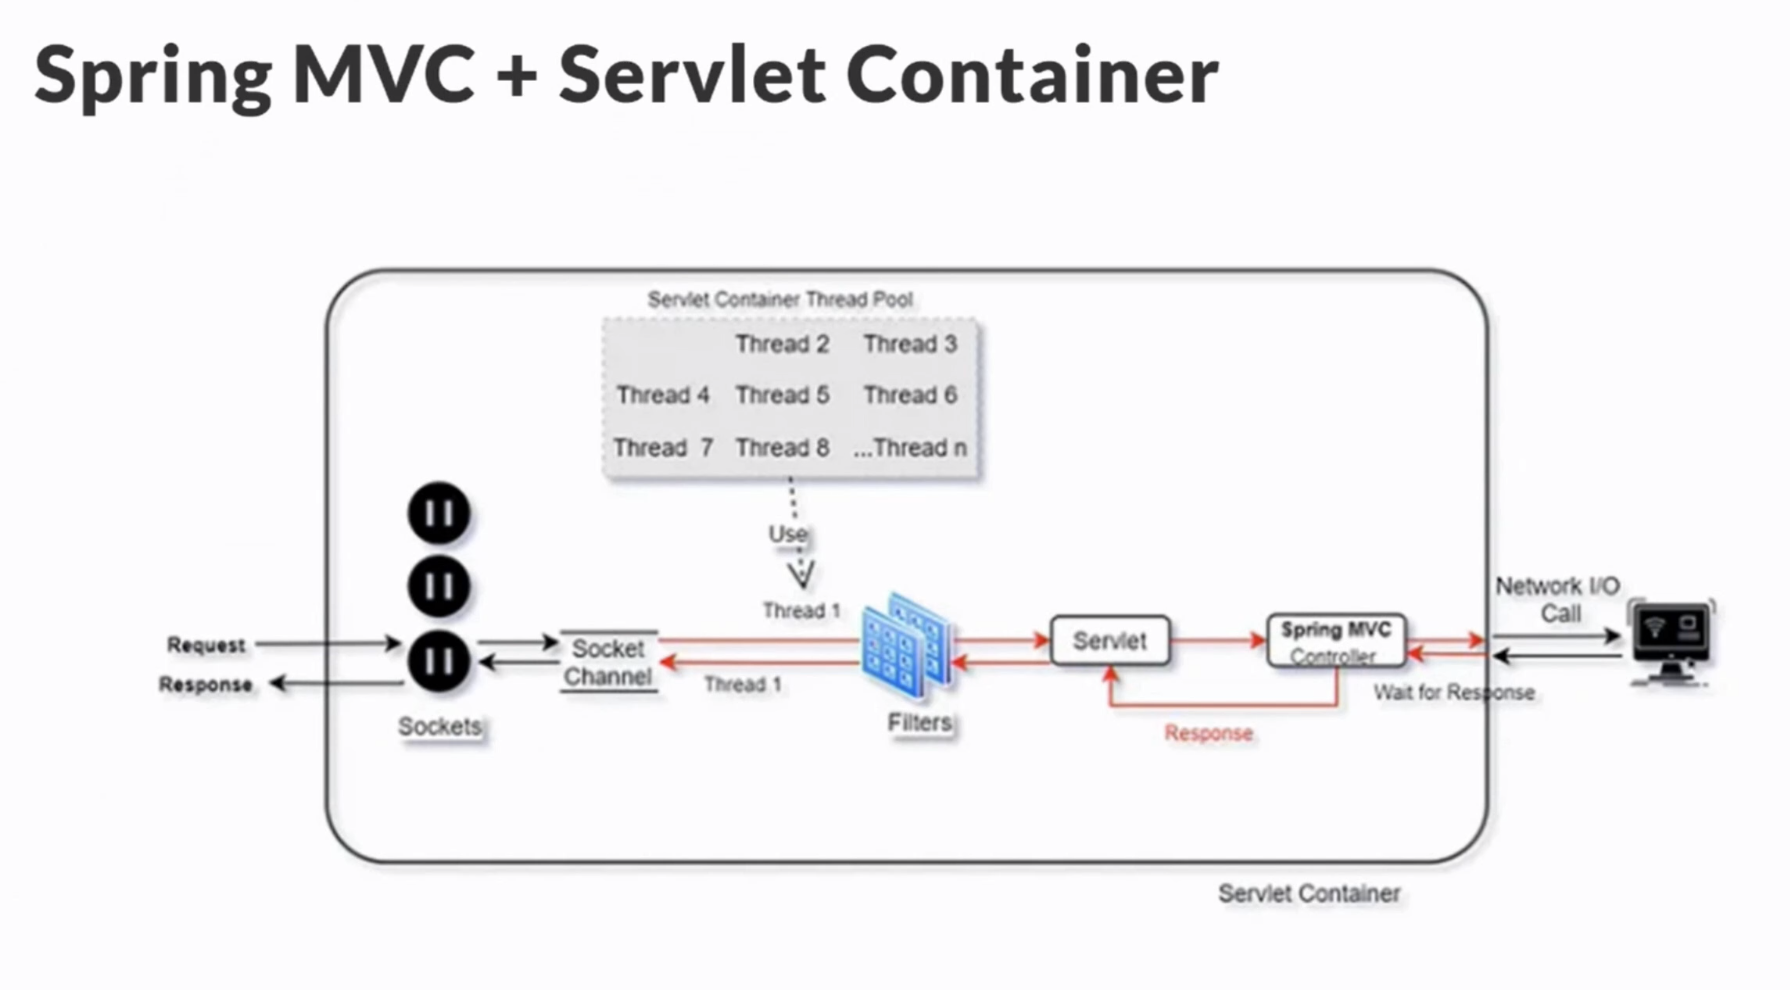 Spring MVC + Servlet Container
Servlet Container Thread Pool
Thread 2 Thread 3
Thread 4 Thread 5 Thread 6
Thread 7 Thread 8 ...Thread n
Use
Thread 1
Request
Response
Sockets
Socket
Channel
Thread 1
Filters
Servlet
Spring MVC
Controller
Response
Network I/O
Call
Wait for Response
Servlet Container